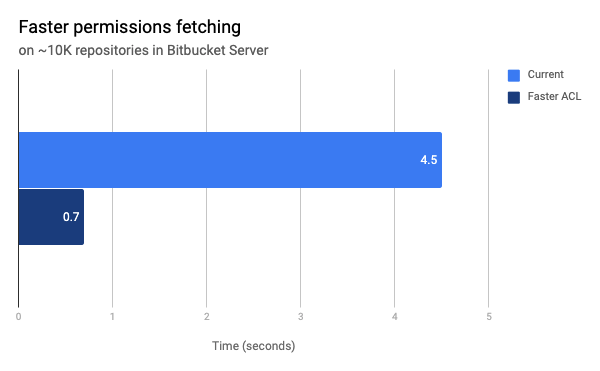 Faster permissions fetching
on ~10K repositories in Bitbucket Server
Current
Faster ACL
4.5
0.7
0 1 2 3 4 5
Time (seconds)